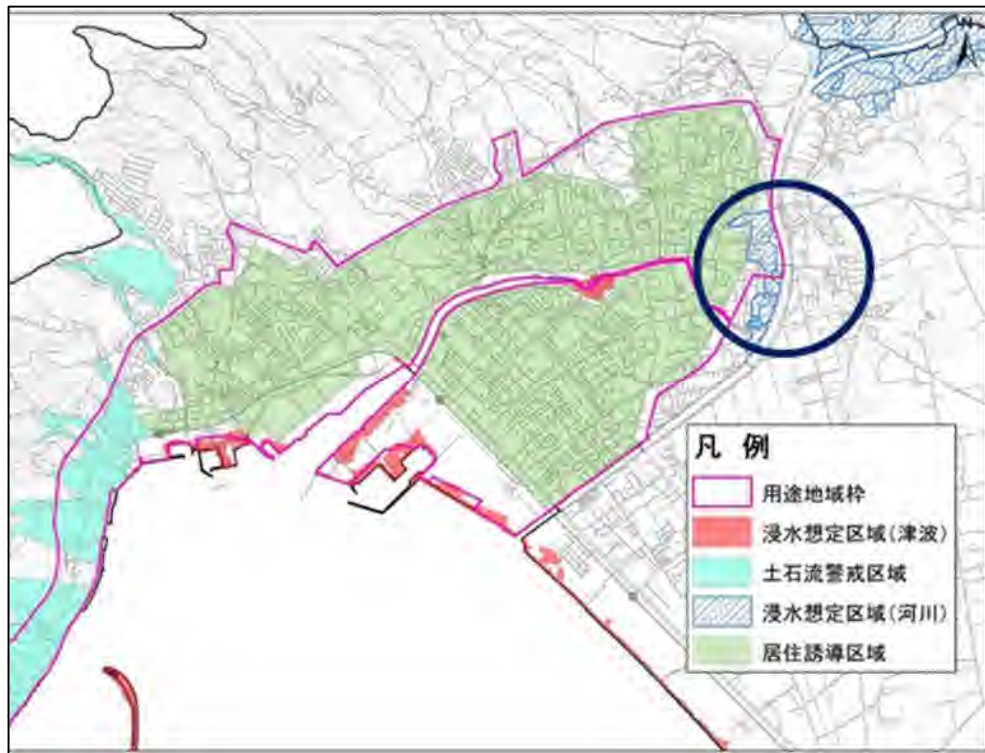 N
凡 例
用途地域枠
浸水想定区域(津波)
土石流警戒区域
浸水想定区域(河川)
居住誘導区域